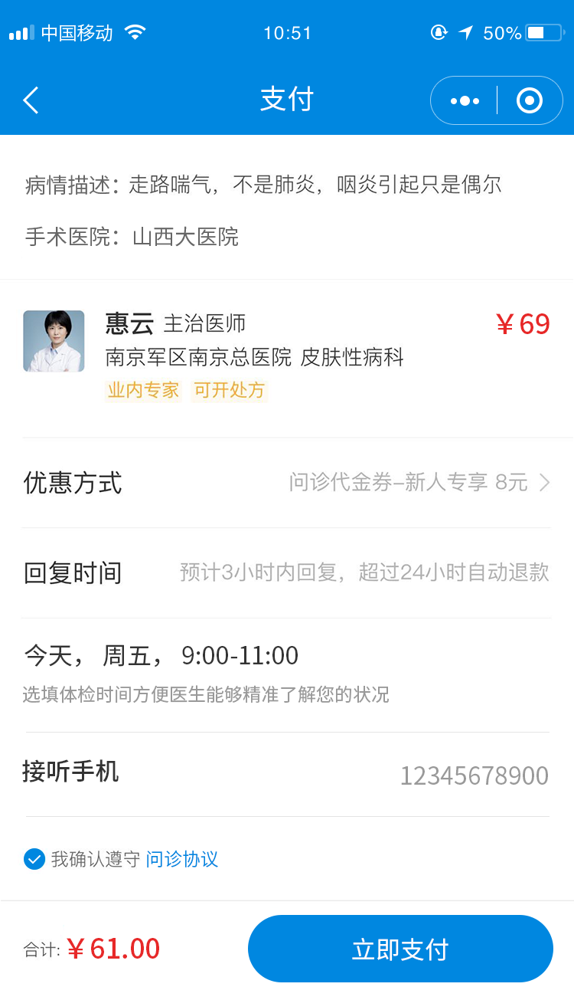 中国移动 10:51 50%
支付
病情描述：走路喘气，不是肺炎，咽炎引起只是偶尔
手术医院：山西大医院
惠云 主治医师 ￥69
南京军区南京总医院 皮肤性病科
业内专家 可开处方
优惠方式 问诊代金券–新人专享 8元
回复时间 预计3小时内回复，超过24小时自动退款
今天， 周五， 9:00-11:00
选填体检时间方便医生能够精准了解您的状况
接听手机 12345678900
我确认遵守 问诊协议
合计: ￥61.00 立即支付